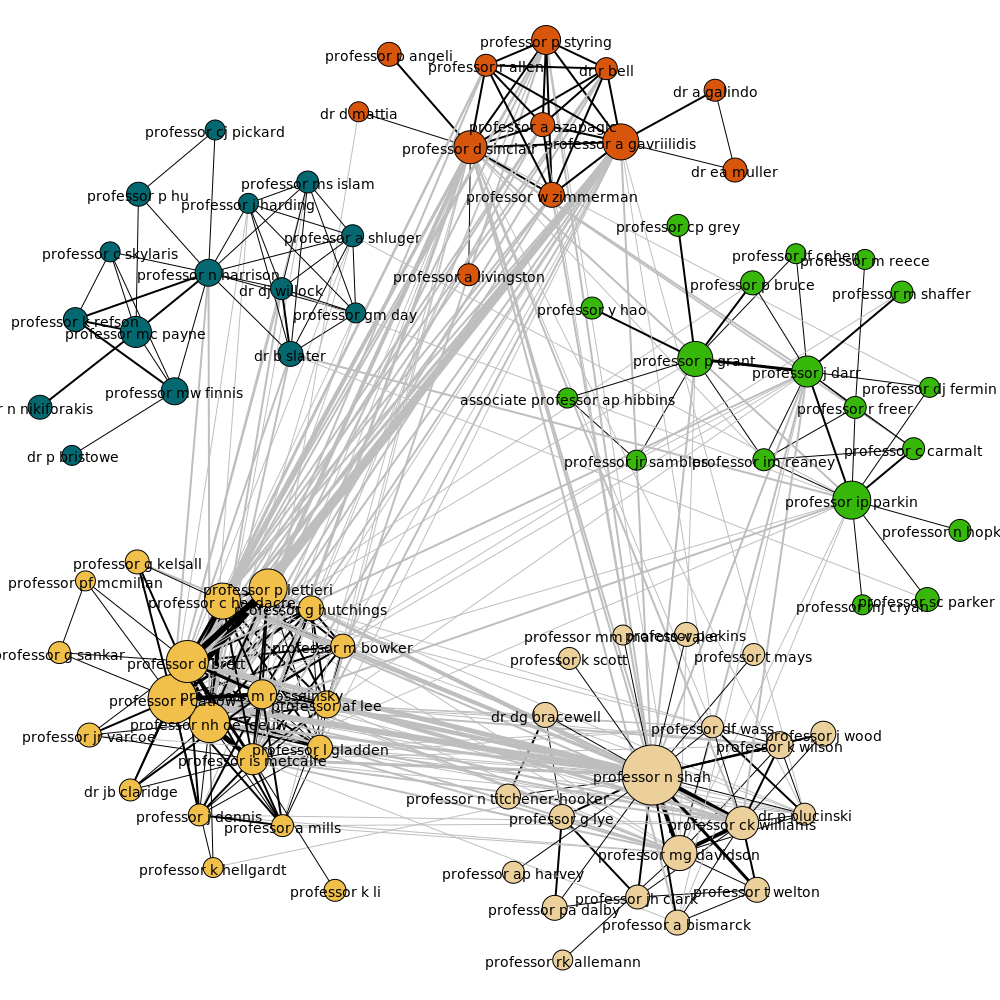 professor p styring
professor p angeli
professor r allen
dr r bell
dr a galindo
dr d mattia
professor a azapagic
professor d sinclair
professor a gavriilidis
dr ea muller
professor w zimmerman
professor a livingston
professor cj pickard
professor ms islam
professor p hu
professor j harding
professor a shluger
professor c skylaris
professor n harrison
dr dj willock
professor gm day
professor k refson
professor mc payne
dr b slater
professor mw finnis
r n nikiforakis
dr p bristowe
professor cp grey
professor lf cohen
professor m reece
professor p bruce
professor m shaffer
professor y hao
professor p grant
professor j darr
professor dj fermin
associate professor ap hibbins
professor r freer
professor c carmalt
professor jr sambles
professor im reaney
professor ip parkin
professor n hopk
professor mj cryan
professor sc parker
professor g kelsall
professor pf mcmillan
professor p lettieri
professor c hardacre
professor g hutchings
professor g sankar
professor m bowker
professor d brett
professor m rosseinsky
professor af lee
professor nh de leeuw
professor jr varcoe
professor l gladden
professor is metcalfe
dr jb claridge
professor j dennis
professor a mills
professor k hellgardt
professor k li
professor p perkins
professor k scott
professor t mays
dr dg bracewell
professor df wass
professor j wood
professor k wilson
professor n shah
professor n titchener-hooker
professor g lye
dr p plucinski
professor ck williams
professor mg davidson
professor ap harvey
professor t welton
professor jh clark
professor pa dalby
professor a bismarck
professor rk allemann